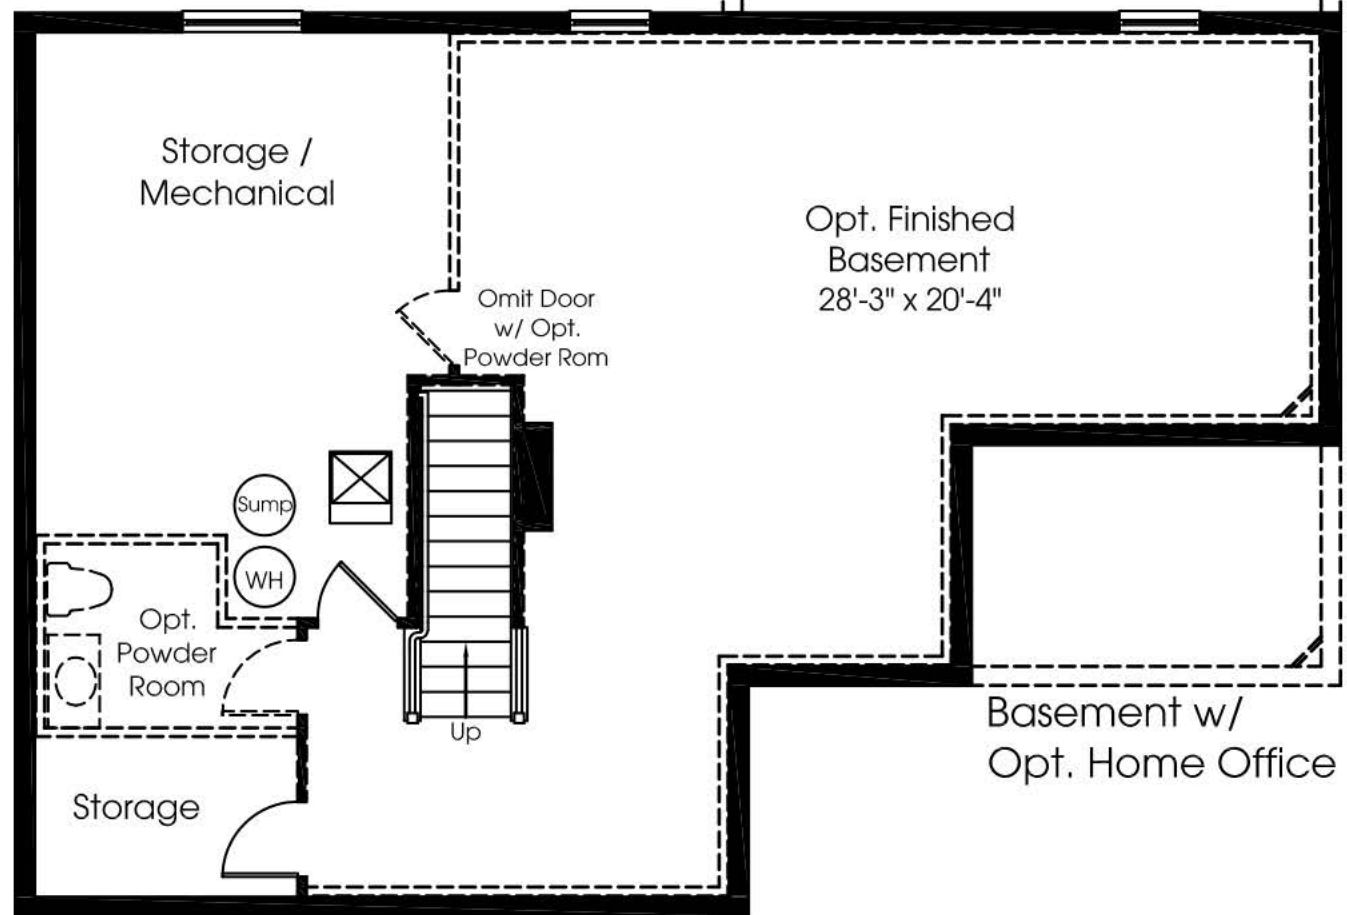 Storage /
Mechanical
Opt. Finished
Basement
28'-3" x 20'-4"
Omit Door
w/ Opt.
Powder Rom
Sump
WH
Opt.
Powder
Room
Up
Basement w/
Opt. Home Office
Storage